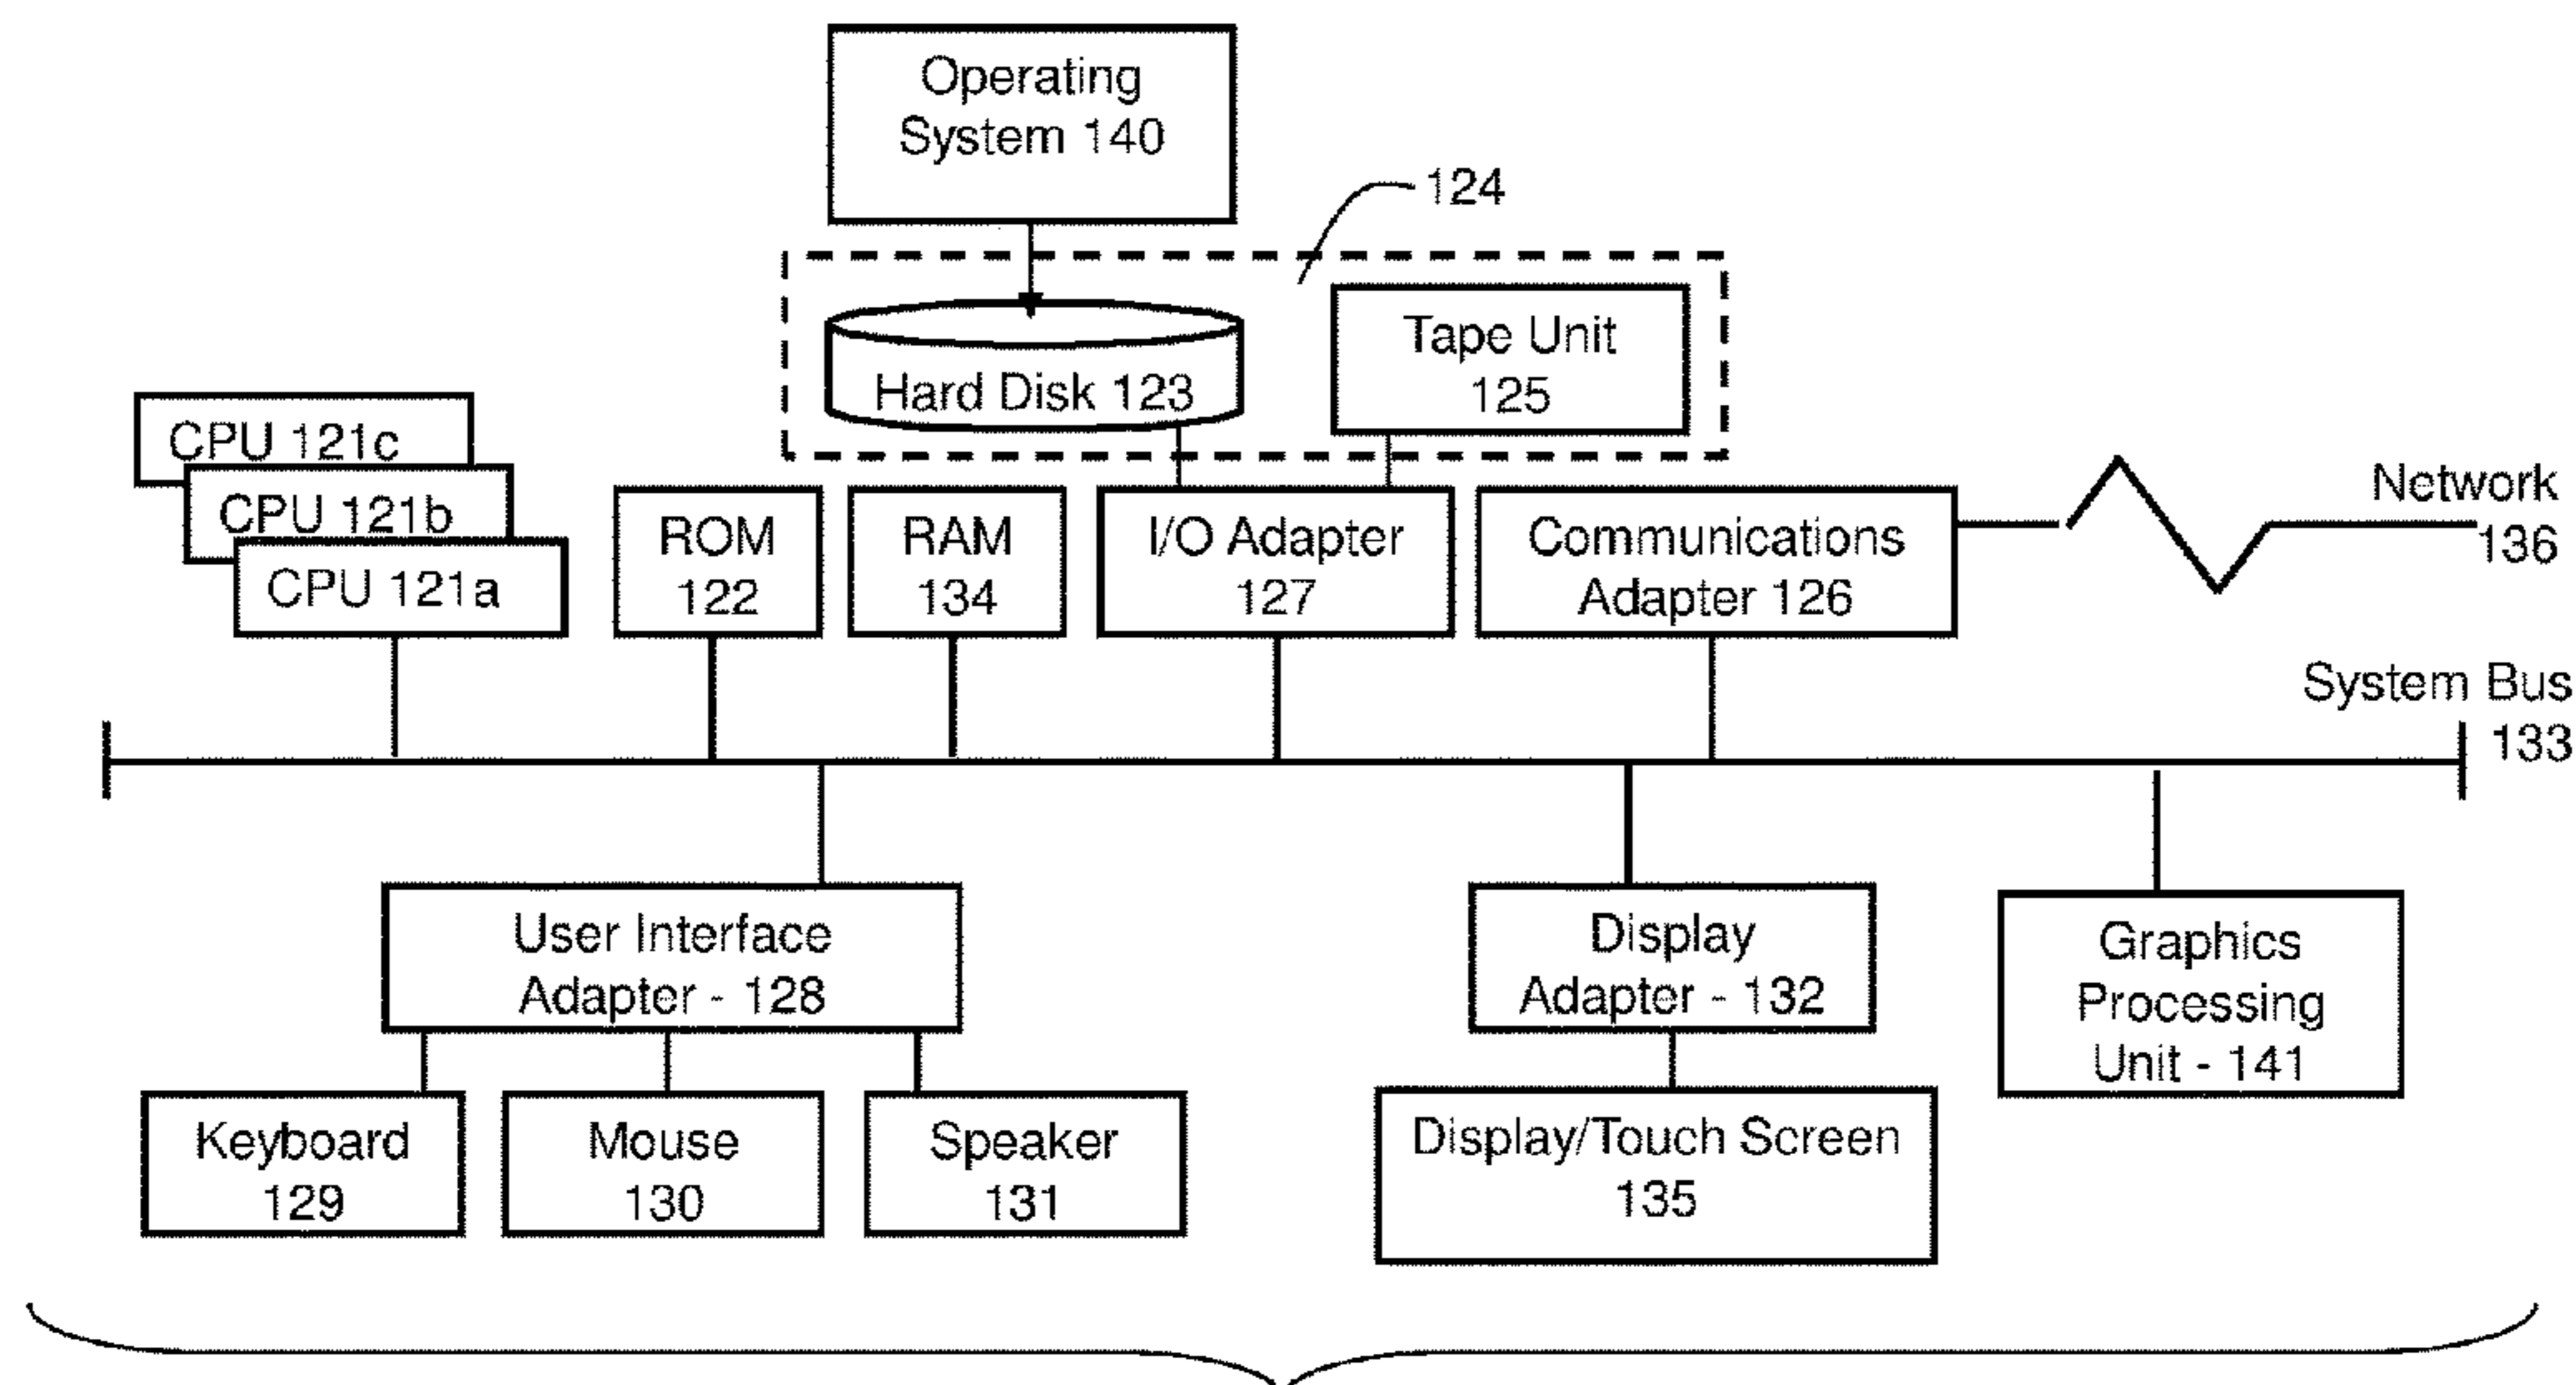 Operating
System 140
124
Hard Disk 123
Tape Unit
125
CPU 121c
CPU 121b
CPU 121a
ROM
122
RAM
134
I/O Adapter
127
Communications
Adapter 126
Network
136
System Bus
133
User Interface
Adapter - 128
Display
Adapter - 132
Graphics
Processing
Unit - 141
Keyboard
129
Mouse
130
Speaker
131
Display/Touch Screen
135